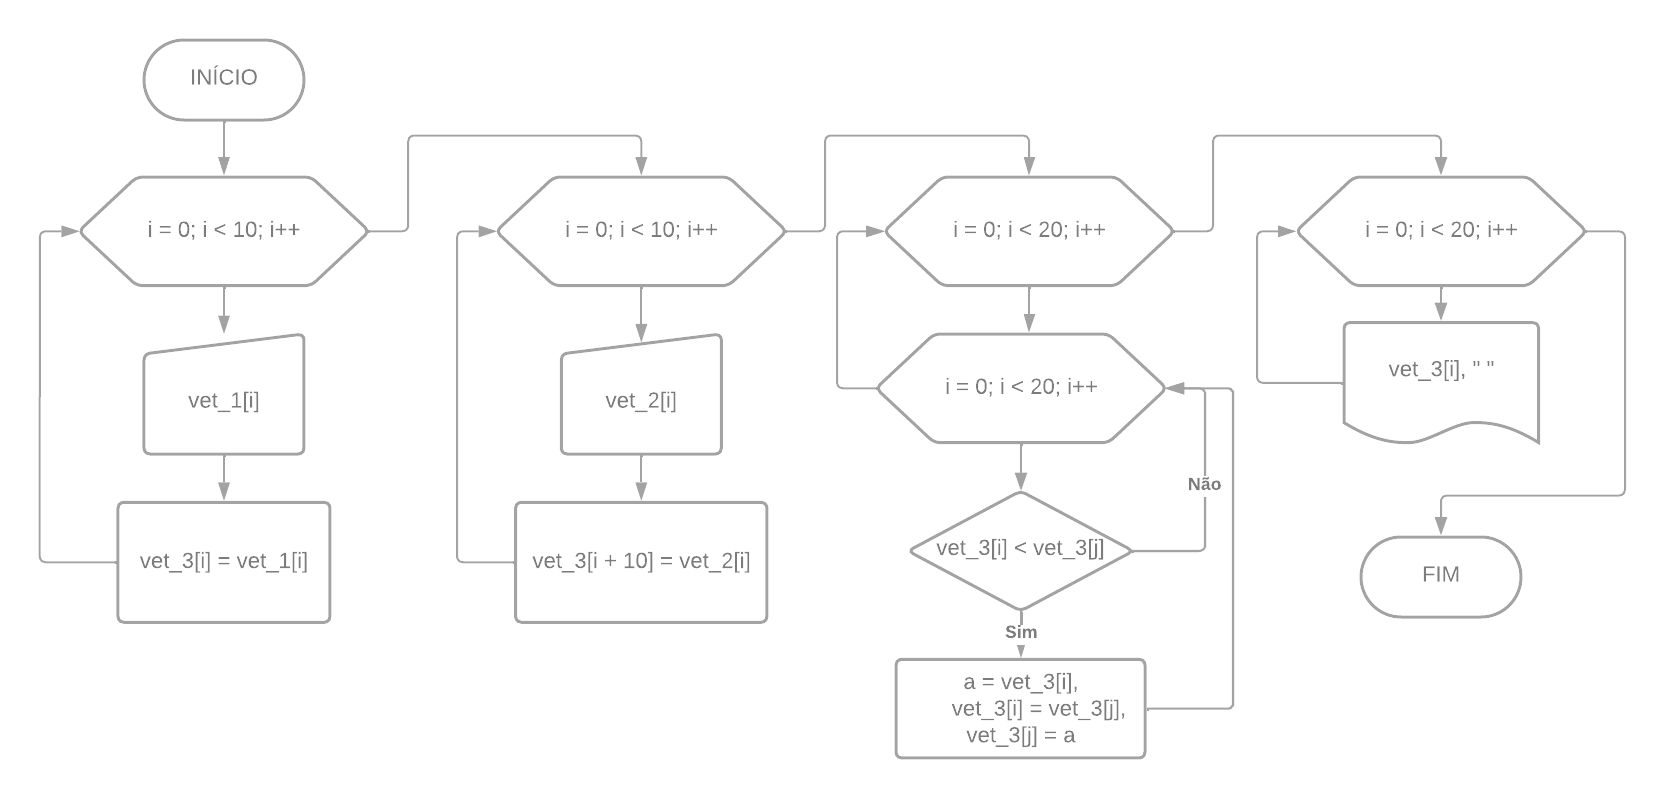 INÍCIO
i = 0; i < 10; i++
vet_1[i]
vet_3[i] = vet_1[i]
i = 0; i < 10; i++
vet_2[i]
vet_3[i + 10] = vet_2[i]
i = 0; i < 20; i++
i = 0; i < 20; i++
vet_3[i] < vet_3[j]
Não
Sim
a = vet_3[i],
vet_3[i] = vet_3[j],
vet_3[j] = a
i = 0; i < 20; i++
vet_3[i], " "
FIM